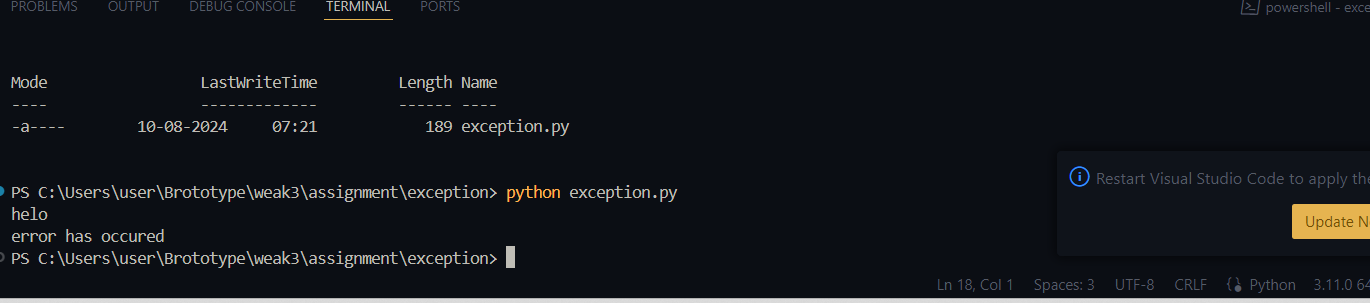 PROBLEMS OUTPUT DEBUG CONSOLE TERMINAL PORTS powershell - exce
Mode LastWriteTime Length Name
---- ------------- ------ ----
-a---- 10-08-2024 07:21 189 exception.py
PS C:\Users\user\Brototype\weak3\assignment\exception> python exception.py
helo
error has occured
PS C:\Users\user\Brototype\weak3\assignment\exception>
Restart Visual Studio Code to apply the
Update N
Ln 18, Col 1 Spaces: 3 UTF-8 CRLF Python 3.11.0 64